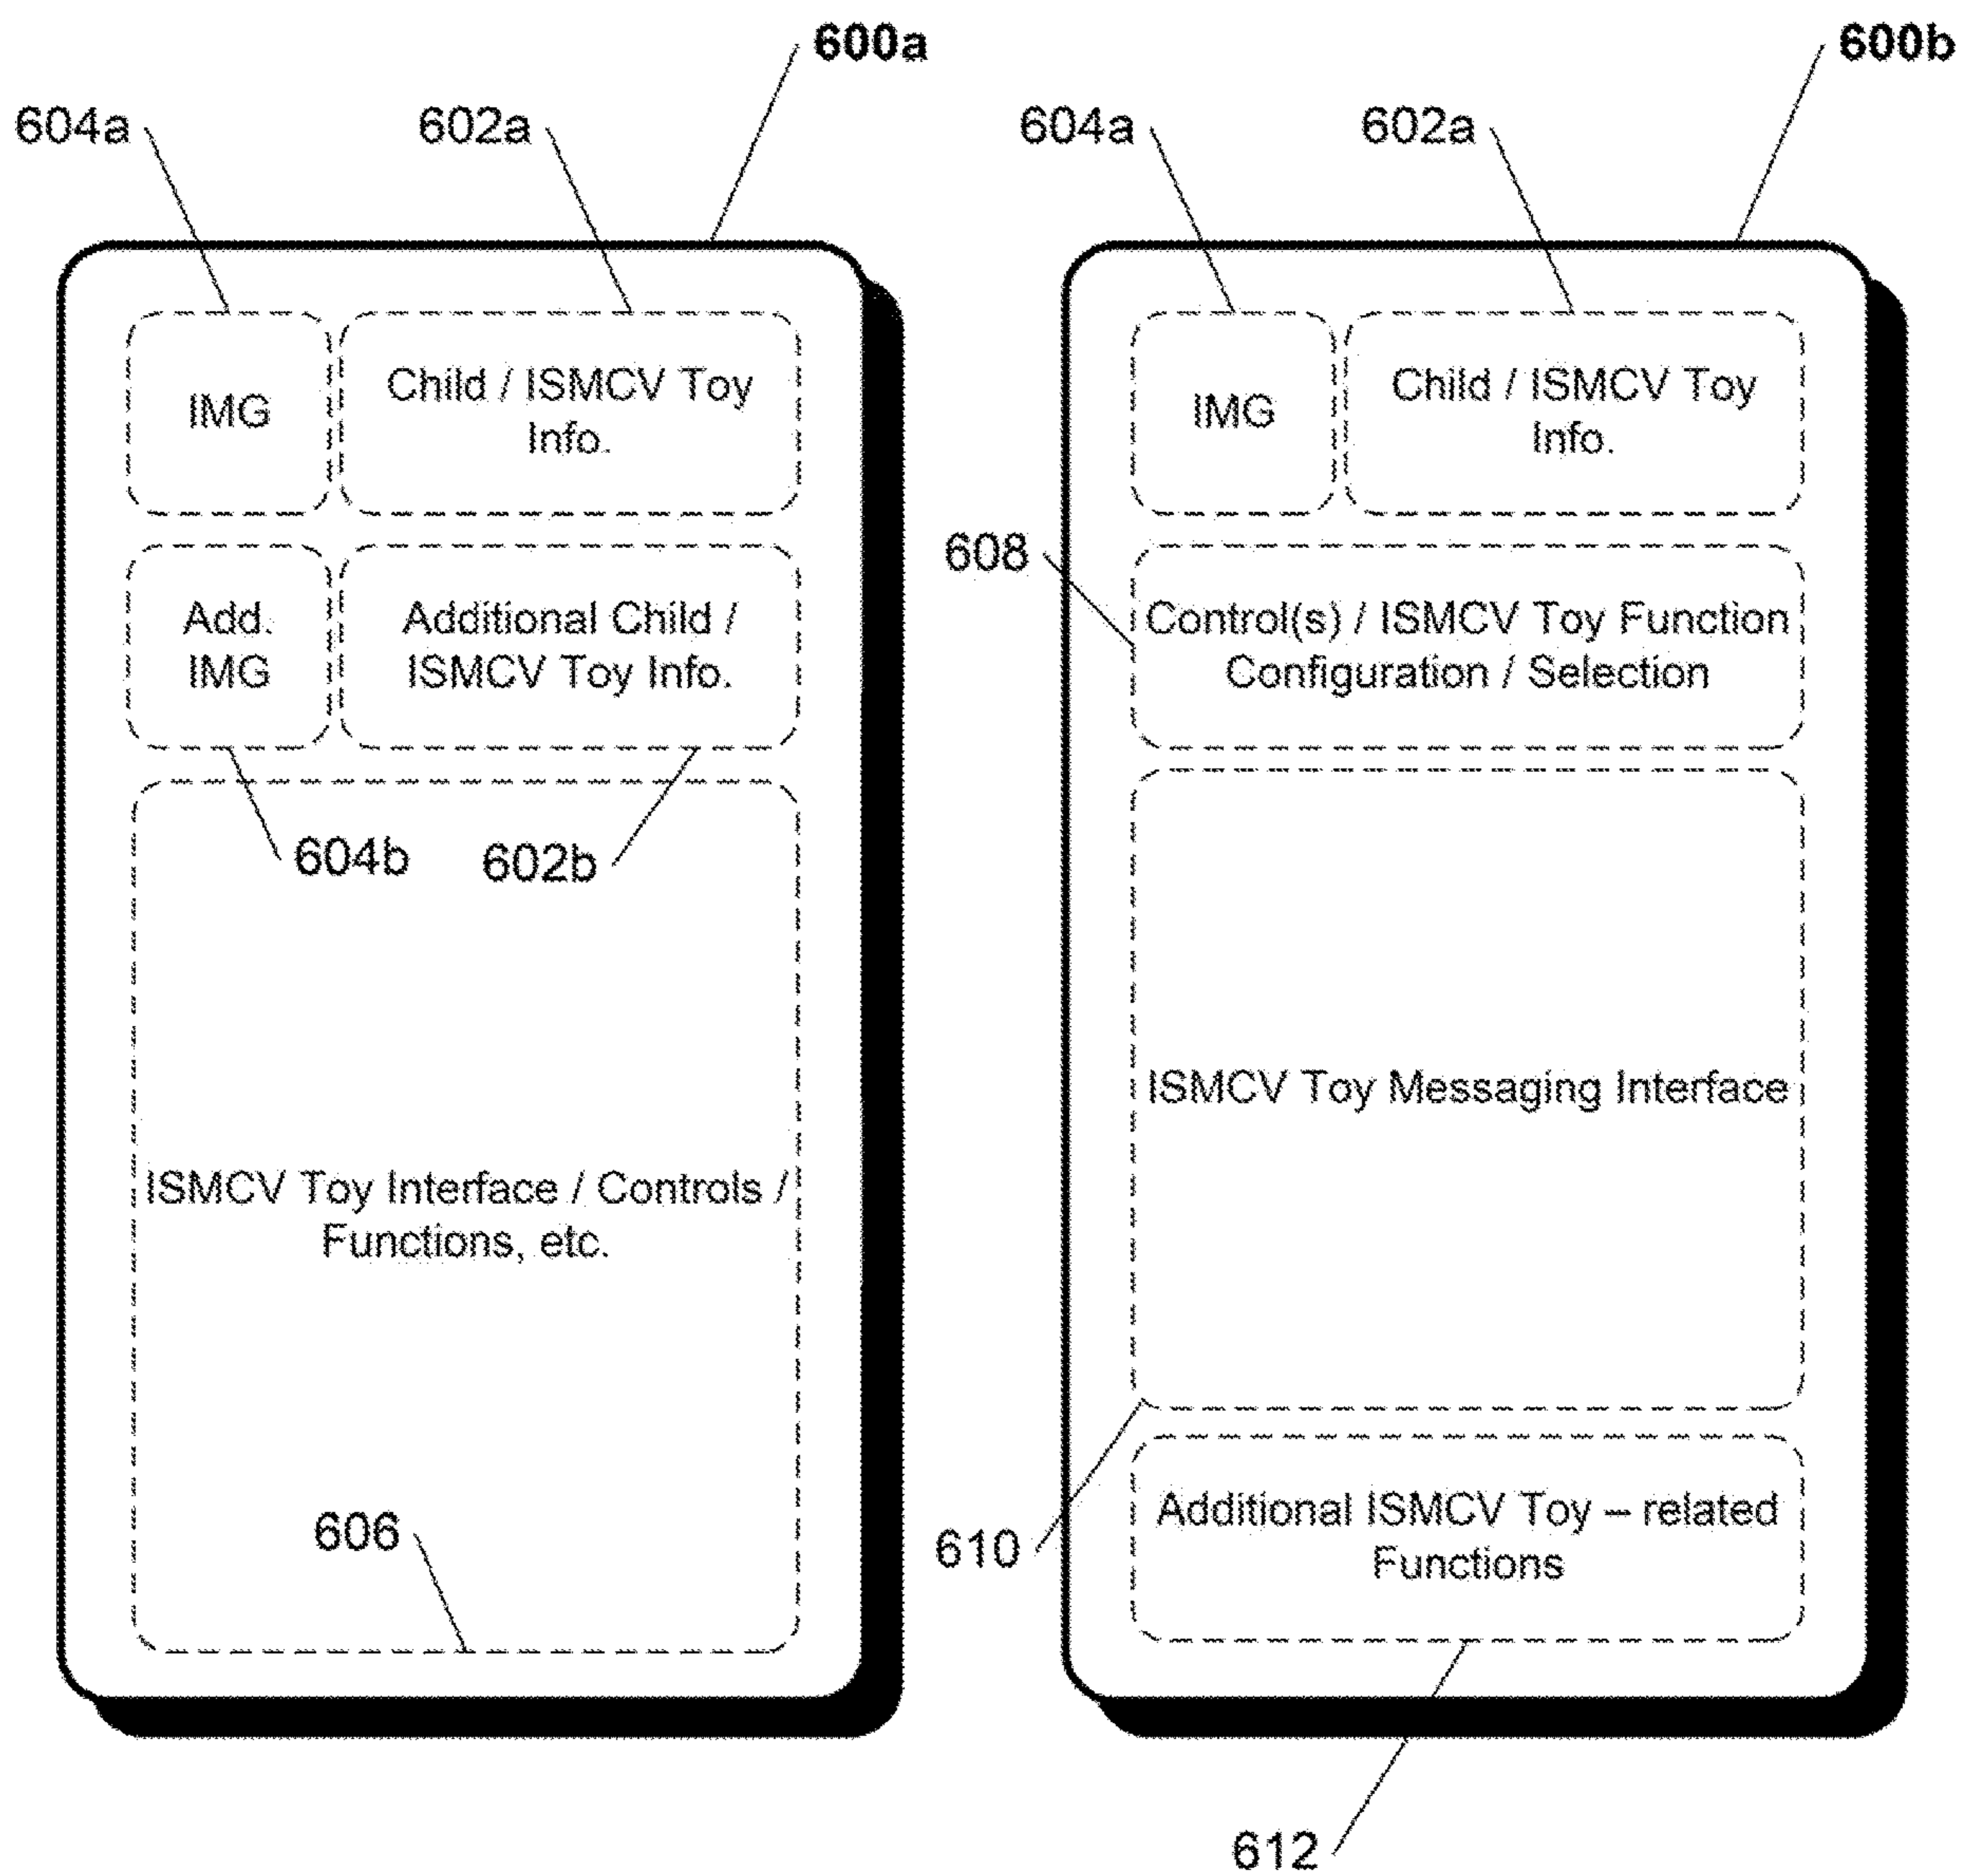 600a
604a
602a
IMG
Child / ISMCV Toy
Info.
Add.
IMG
Additional Child /
ISMCV Toy Info.
604b
602b
ISMCV Toy Interface / Controls /
Functions, etc.
606
600b
604a
602a
IMG
Child / ISMCV Toy
Info.
608
Control(s) / ISMCV Toy Function
Configuration / Selection
ISMCV Toy Messaging Interface
610
Additional ISMCV Toy – related
Functions
612